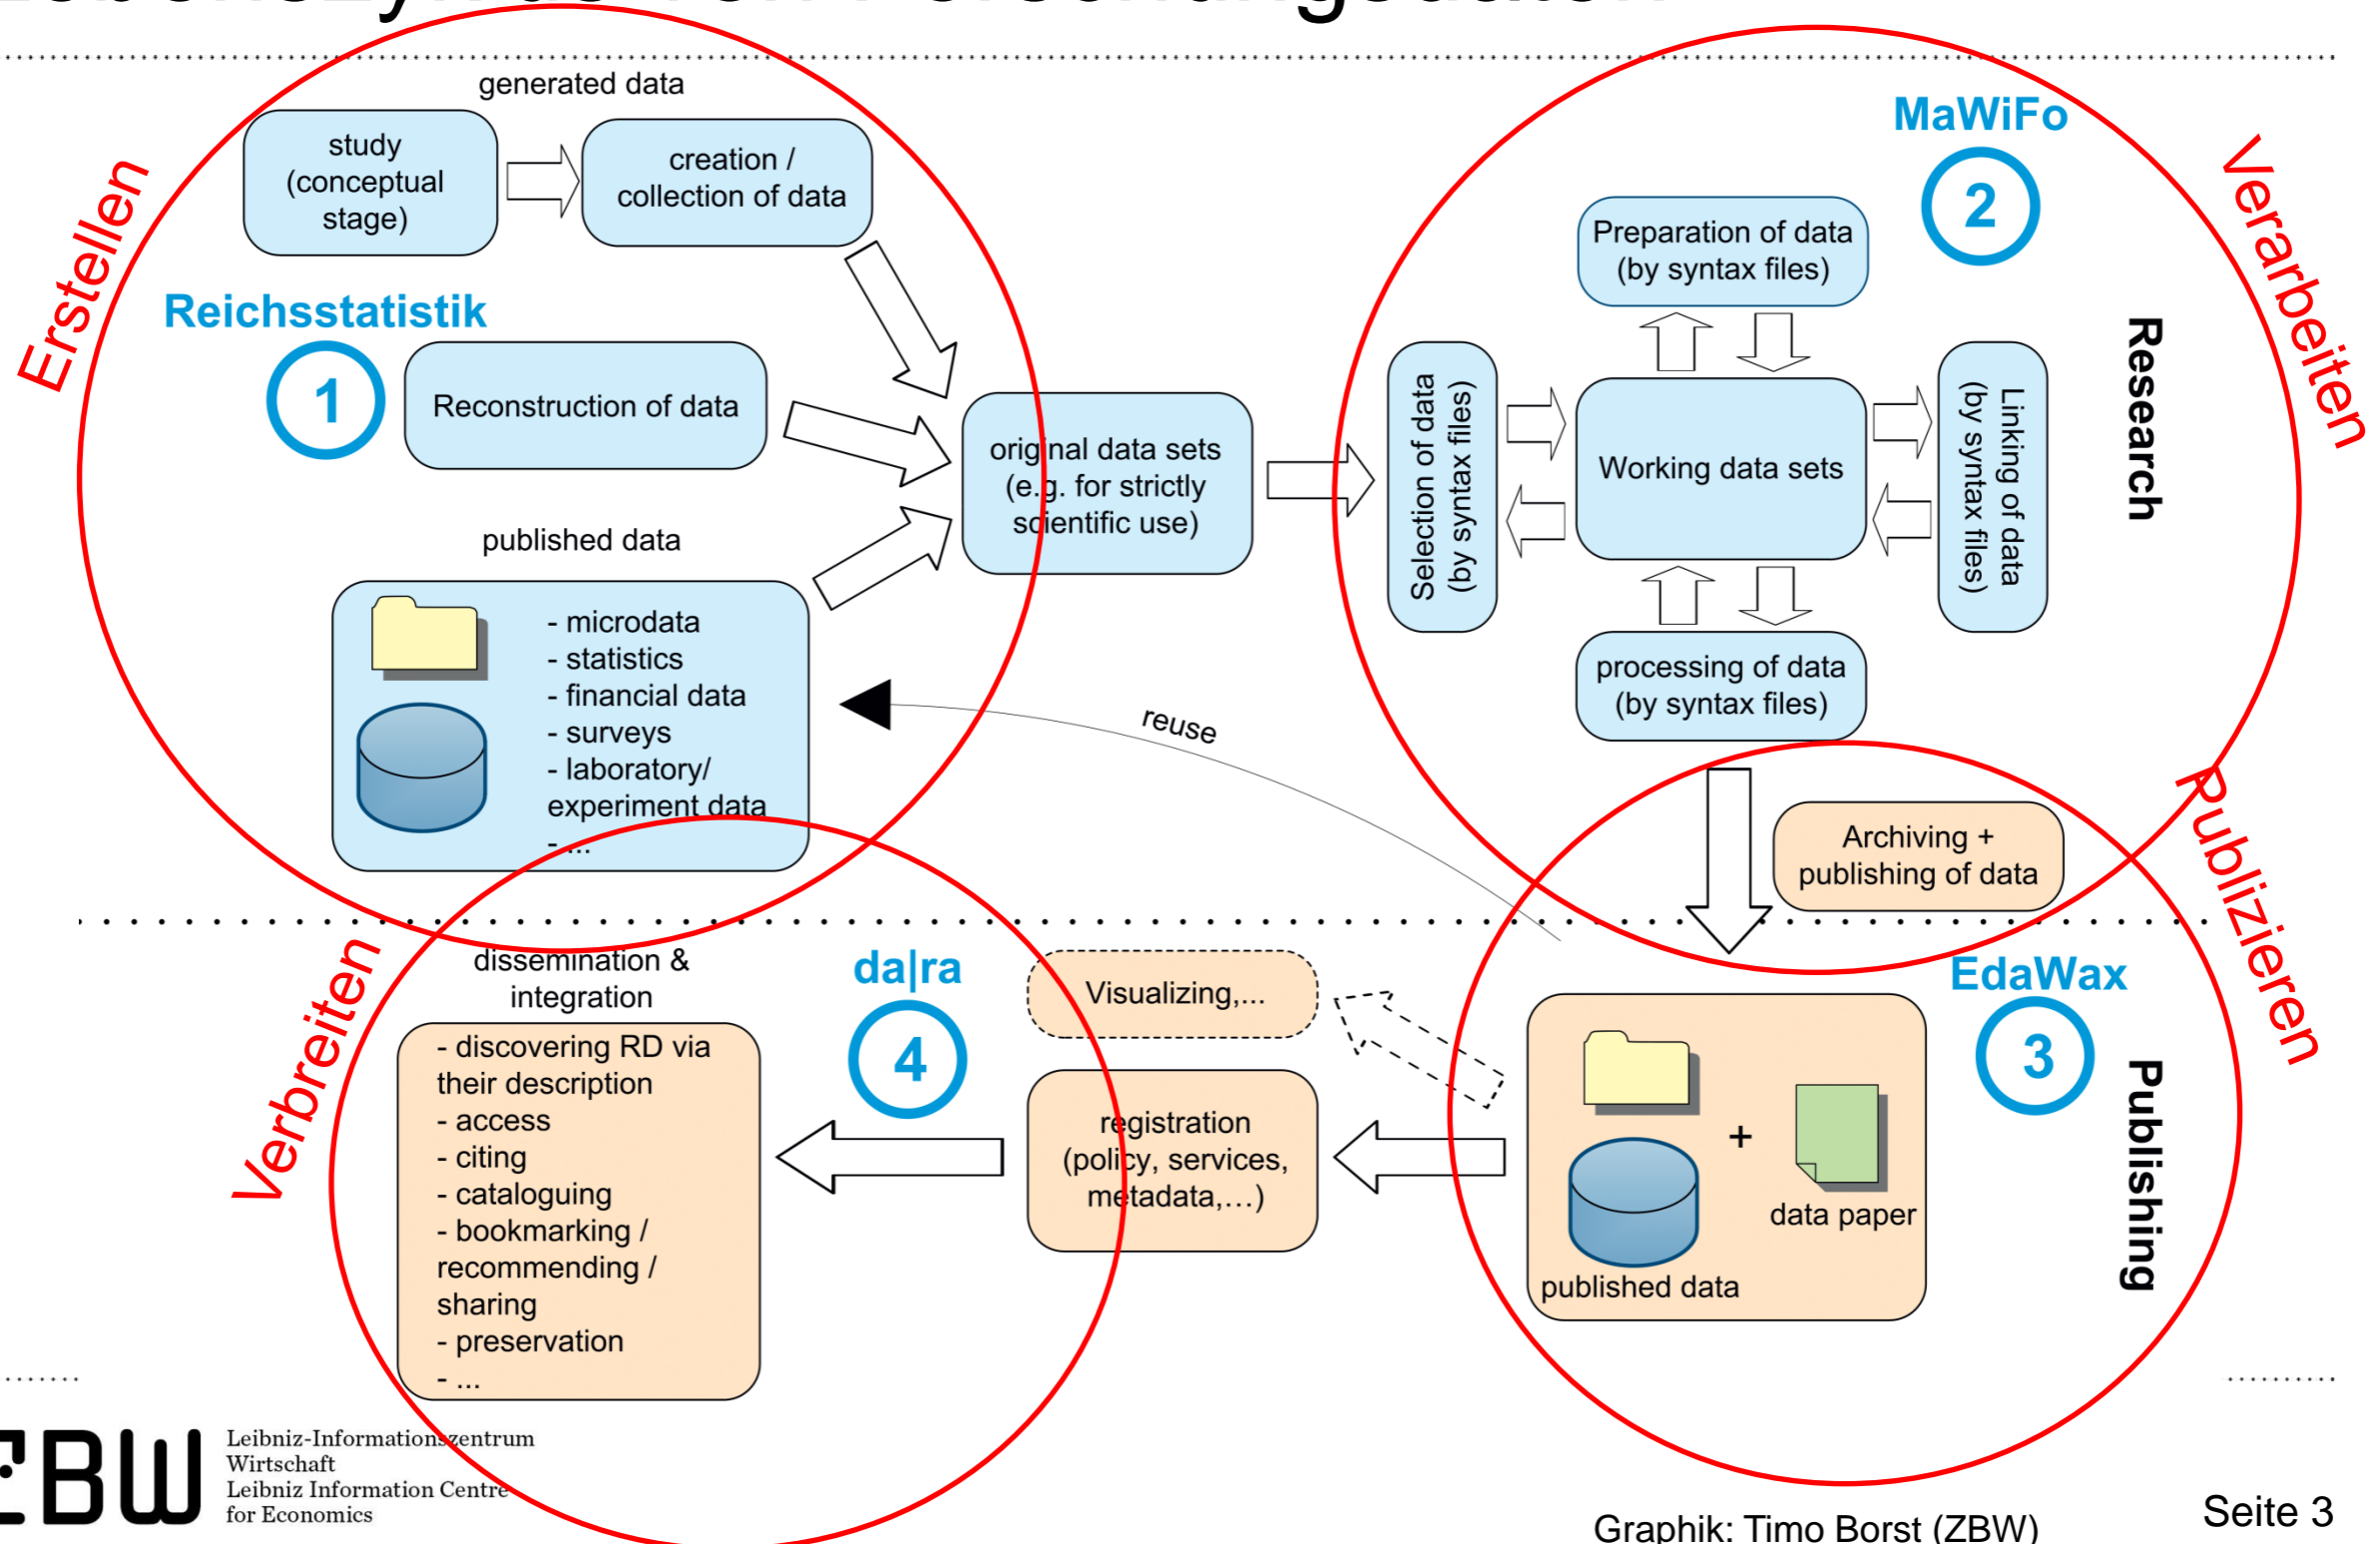 generated data
study
(conceptual
stage)
creation /
collection of data
Erstellen
Reichsstatistik
1
Reconstruction of data
original data sets
(e.g. for strictly
scientific use)
published data
- microdata
- statistics
- financial data
- surveys
- laboratory/
experiment data
- ...
MaWiFo
2
Verarbeiten
Preparation of data
(by syntax files)
Selection of data
(by syntax files)
Working data sets
Linking of data
(by syntax files)
Research
processing of data
(by syntax files)
reuse
Archiving +
publishing of data
Publizieren
Verbreiten
dissemination &
integration
- discovering RD via
their description
- access
- citing
- cataloguing
- bookmarking /
recommending /
sharing
- preservation
- ...
da|ra
4
Visualizing,...
registration
(policy, services,
metadata,...)
EdaWax
3
+
data paper
published data
Publishing
ZBW
Leibniz-Informationszentrum
Wirtschaft
Leibniz Information Centre
for Economics
Graphik: Timo Borst (ZBW)
Seite 3